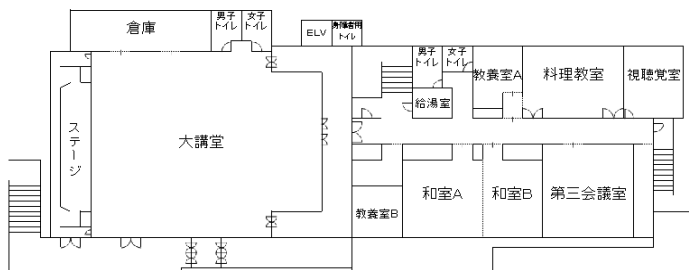 倉庫
男子
トイレ
女子
トイレ
ELV
身障者用
トイレ
男子
トイレ
女子
トイレ
教養室A
料理教室
視聴覚室
給湯室
ステージ
大講堂
和室A
和室B
第三会議室
教養室B